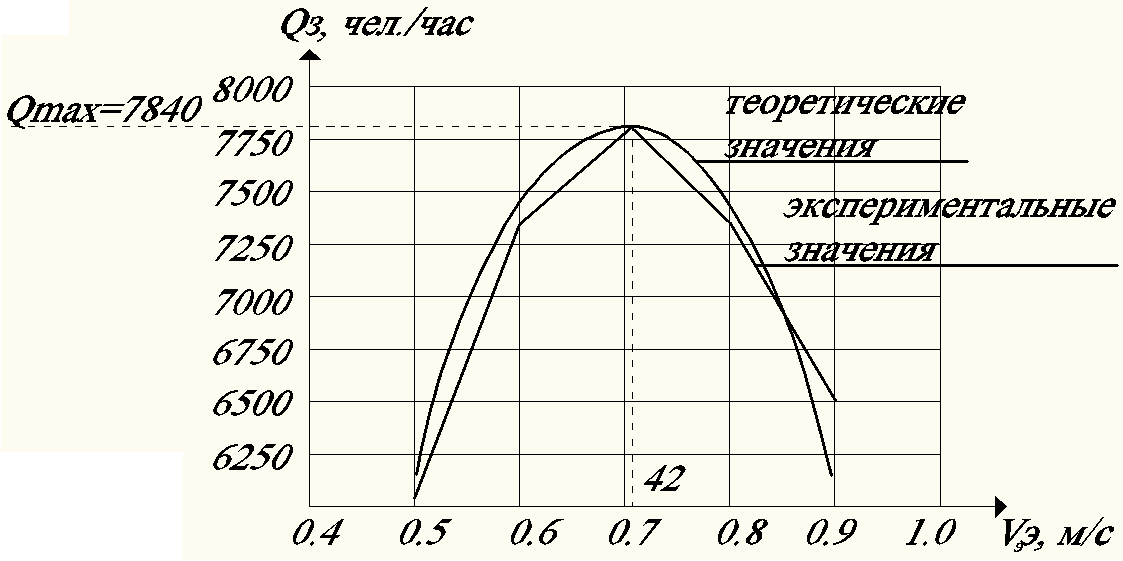 Qз, чел./час
8000
Qmax=7840
теоретические
значения
7750
7500
экспериментальные
значения
7250
7000
6750
6500
6250
42
0.4 0.5 0.6 0.7 0.8 0.9 1.0 Vэ, м/с